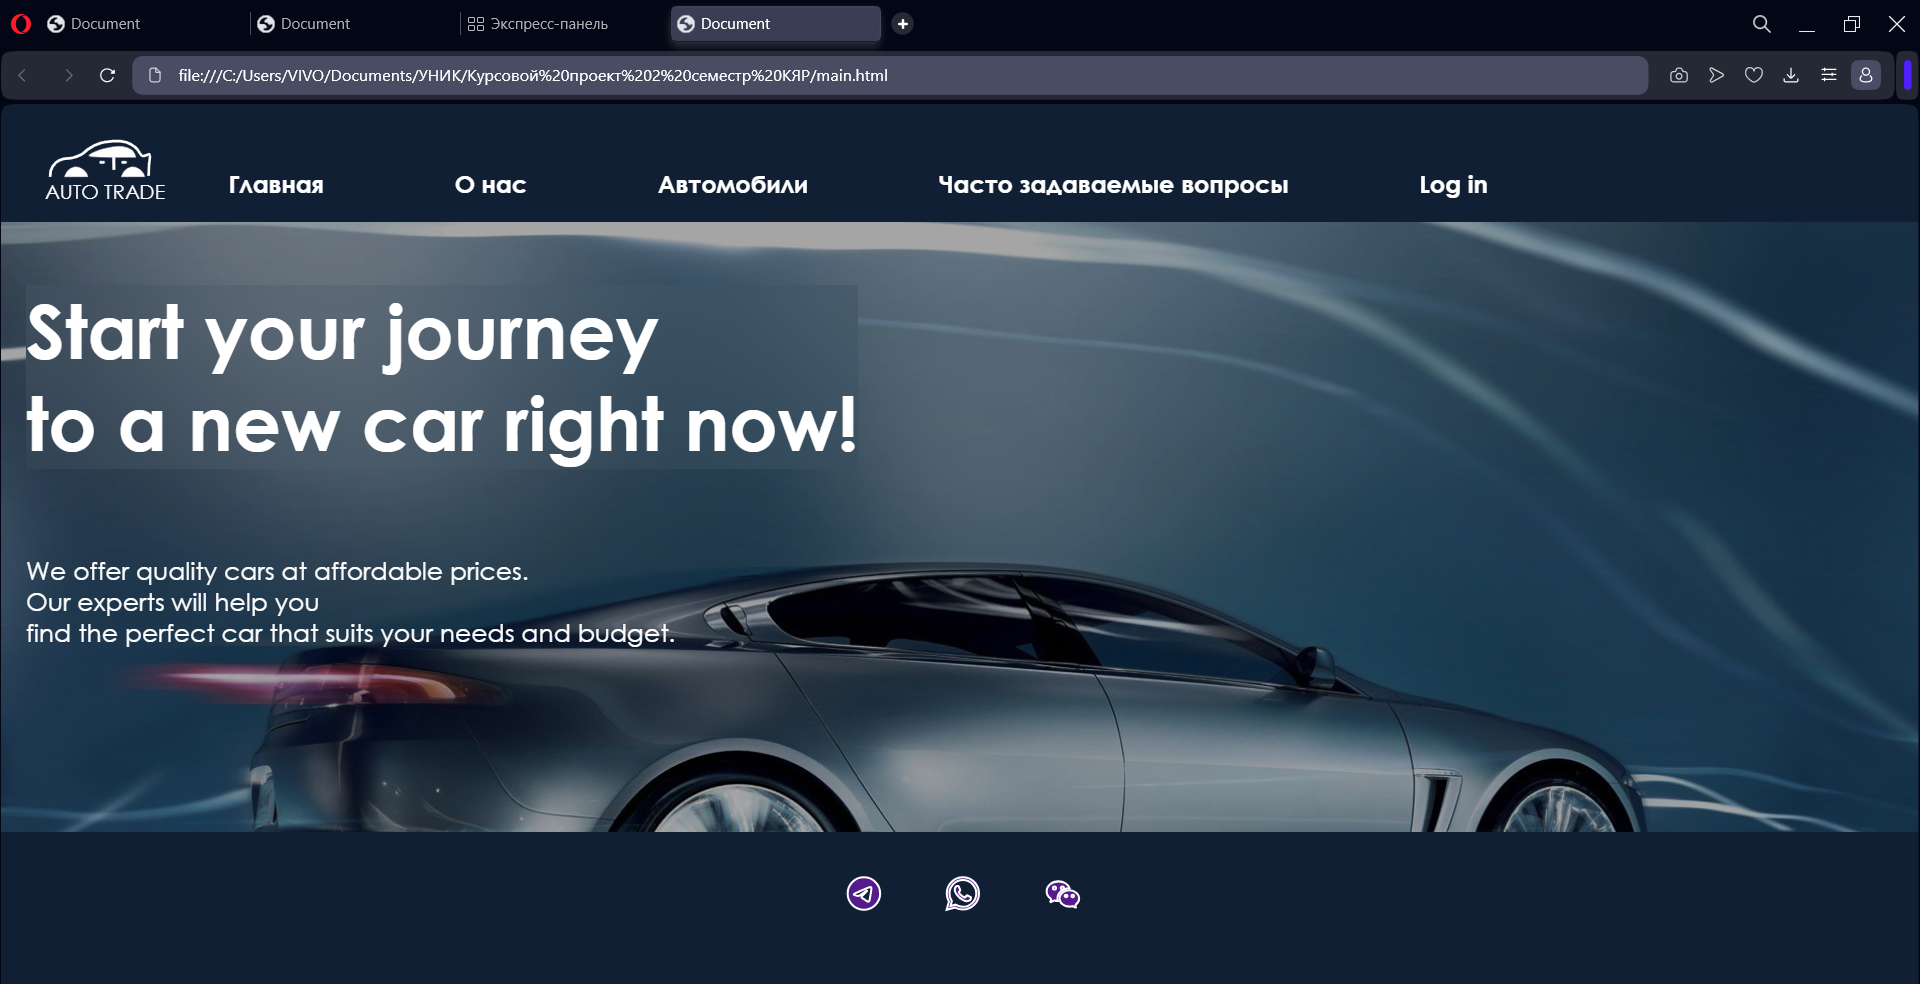 Document
Document
Экспресс-панель
Document
file:///C:/Users/VIVO/Documents/УНИК/Курсовой%20проект%202%20семестр%20КЯР/main.html
AUTO TRADE
Главная
О нас
Автомобили
Часто задаваемые вопросы
Log in
Start your journey
to a new car right now!
We offer quality cars at affordable prices.
Our experts will help you
find the perfect car that suits your needs and budget.